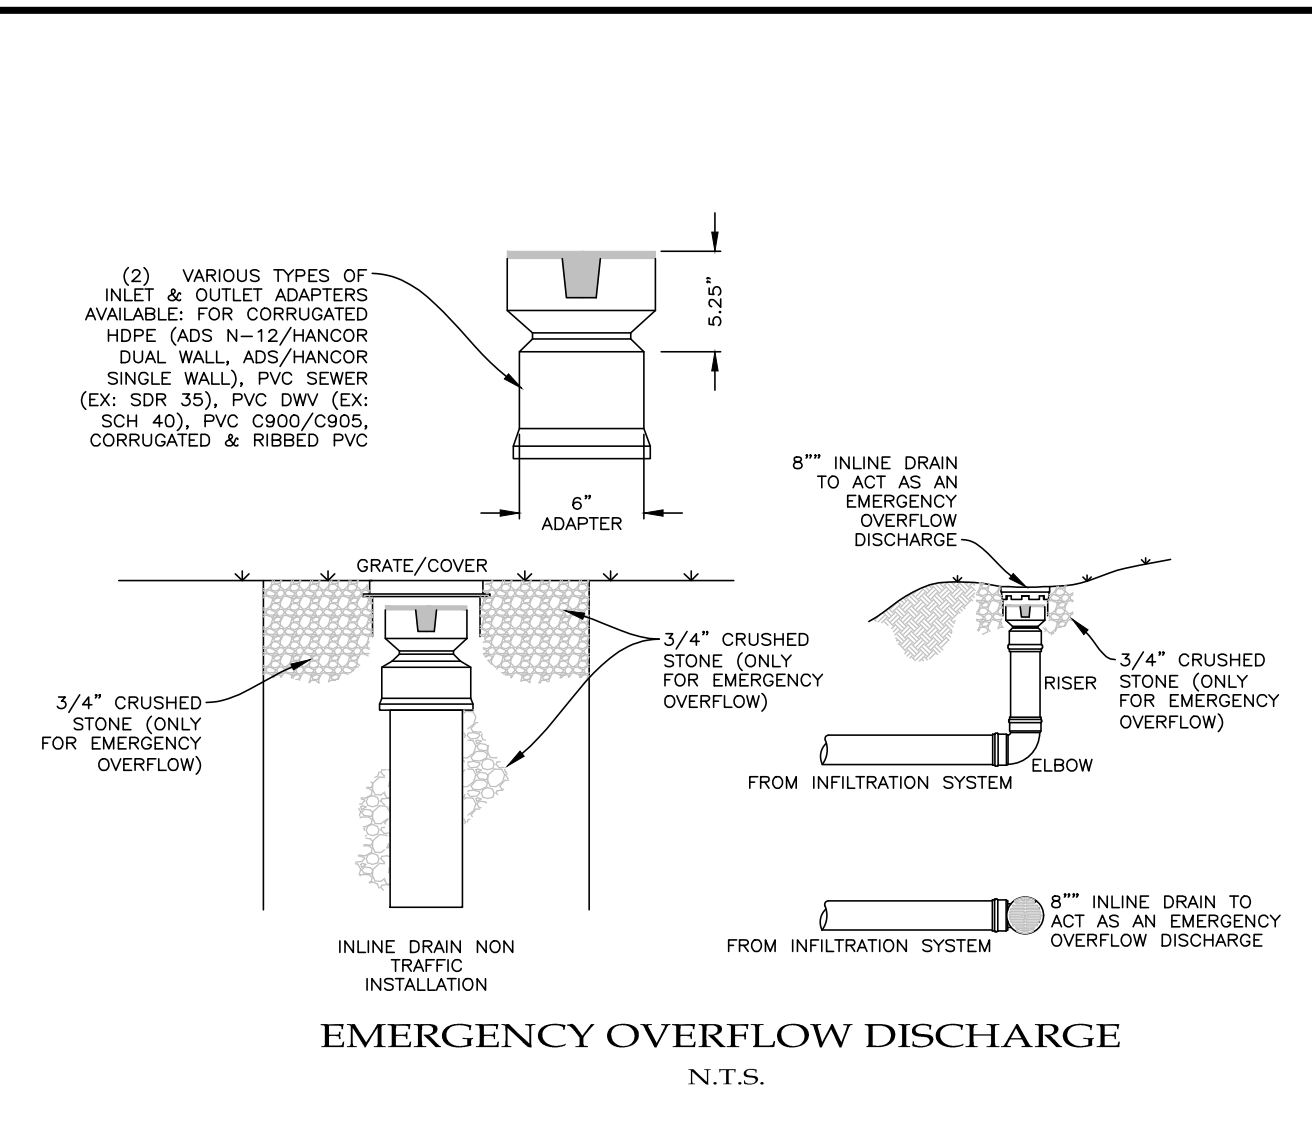 (2) VARIOUS TYPES OF
INLET & OUTLET ADAPTERS
AVAILABLE: FOR CORRUGATED
HDPE (ADS N-12/HANCOR
DUAL WALL, ADS/HANCOR
SINGLE WALL), PVC SEWER
(EX: SDR 35), PVC DWV (EX:
SCH 40), PVC C900/C905,
CORRUGATED & RIBBED PVC
5.25"
6"
ADAPTER
8"" INLINE DRAIN
TO ACT AS AN
EMERGENCY
OVERFLOW
DISCHARGE
GRATE/COVER
3/4" CRUSHED
STONE (ONLY
FOR EMERGENCY
OVERFLOW)
3/4" CRUSHED
STONE (ONLY
FOR EMERGENCY
OVERFLOW)
3/4" CRUSHED
STONE (ONLY
FOR EMERGENCY
OVERFLOW)
RISER
ELBOW
FROM INFILTRATION SYSTEM
8"" INLINE DRAIN TO
ACT AS AN EMERGENCY
OVERFLOW DISCHARGE
FROM INFILTRATION SYSTEM
INLINE DRAIN NON
TRAFFIC
INSTALLATION
EMERGENCY OVERFLOW DISCHARGE
N.T.S.